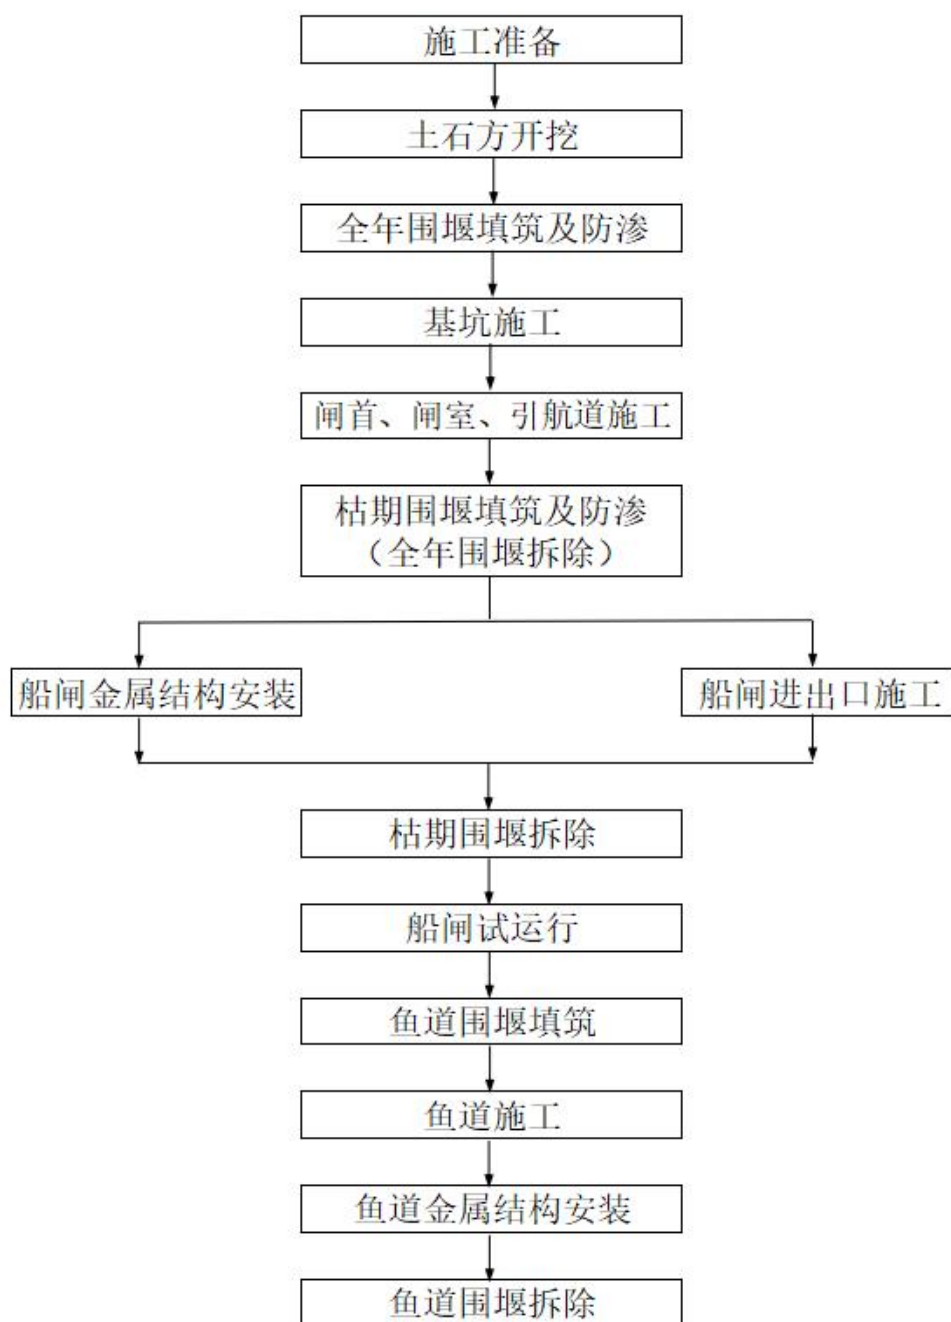 施工准备
土石方开挖
全年围堰填筑及防渗
基坑施工
闸首、闸室、引航道施工
枯期围堰填筑及防渗
（全年围堰拆除）
船闸金属结构安装
船闸进出口施工
枯期围堰拆除
船闸试运行
鱼道围堰填筑
鱼道施工
鱼道金属结构安装
鱼道围堰拆除